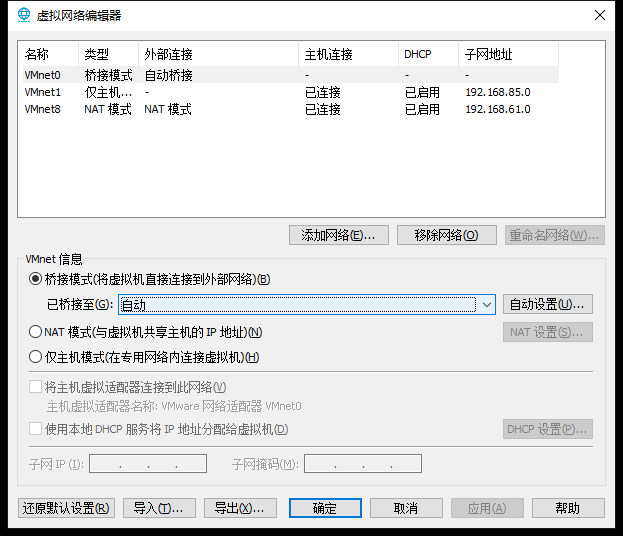 虚拟网络编辑器
名称 类型 外部连接 主机连接 DHCP 子网地址
VMnet0 桥接模式 自动桥接 - - -
VMnet1 仅主机... - 已连接 已启用 192.168.85.0
VMnet8 NAT 模式 NAT 模式 已连接 已启用 192.168.61.0
添加网络(E)... 移除网络(O) 重命名网络(W)...
VMnet 信息
桥接模式(将虚拟机直接连接到外部网络)(B)
已桥接至(G): 自动 自动设置(U)...
NAT 模式(与虚拟机共享主机的 IP 地址)(N) NAT 设置(S)...
仅主机模式(在专用网络内连接虚拟机)(H)
将主机虚拟适配器连接到此网络(V)
主机虚拟适配器名称: VMware 网络适配器 VMnet0
使用本地 DHCP 服务将 IP 地址分配给虚拟机(D) DHCP 设置(P)...
子网 IP (I): . . . 子网掩码(M): . . .
还原默认设置(R) 导入(T)... 导出(X)... 确定 取消 应用(A) 帮助